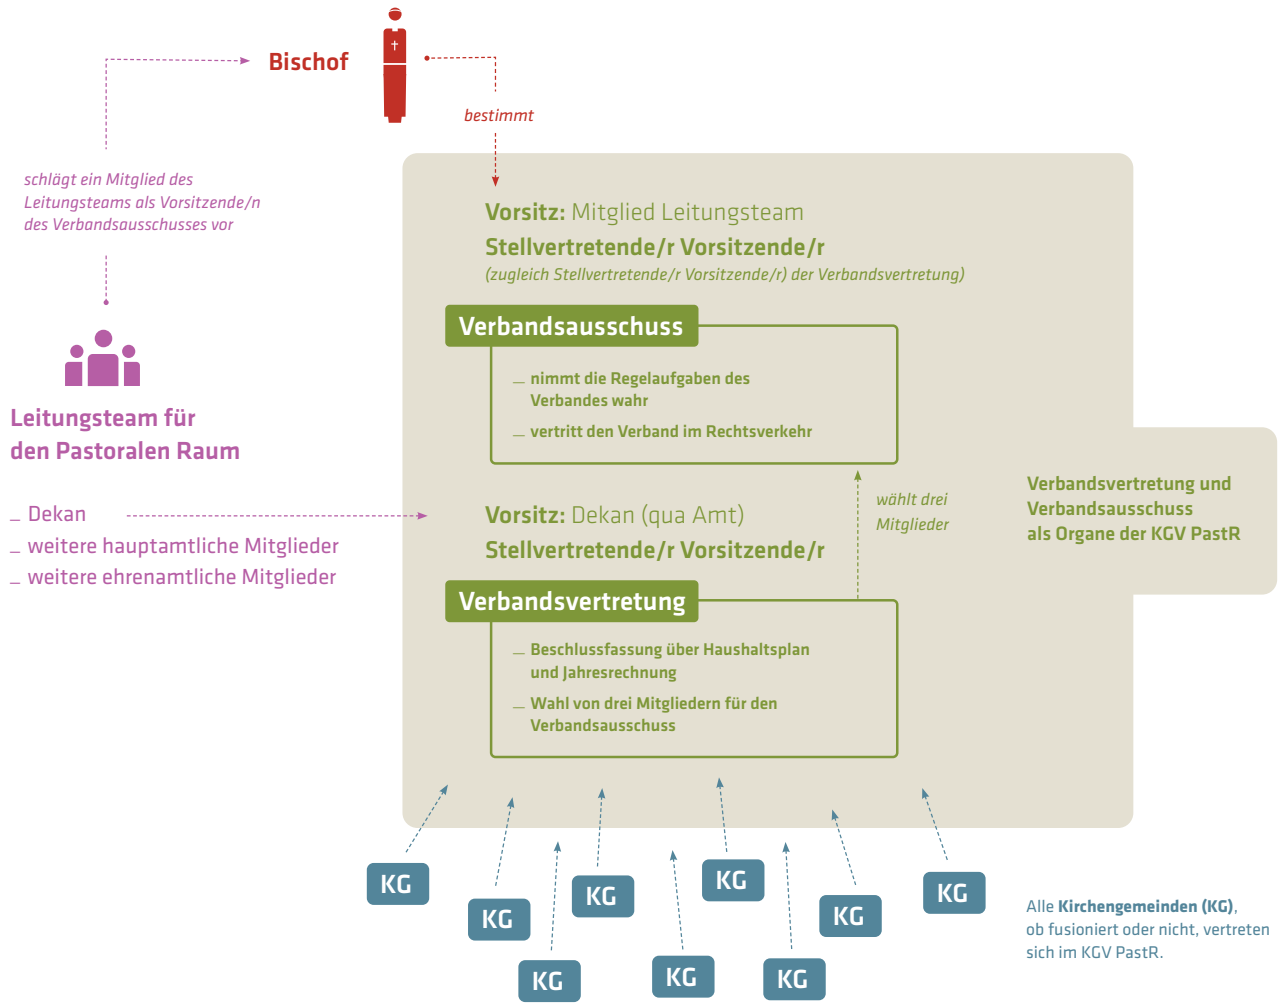 Bischof
bestimmt
schlägt ein Mitglied des
Leitungsteams als Vorsitzende/n
des Verbandsausschusses vor
Leitungsteam für
den Pastoralen Raum
_ Dekan
_ weitere hauptamtliche Mitglieder
_ weitere ehrenamtliche Mitglieder
Vorsitz: Mitglied Leitungsteam
Stellvertretende/r Vorsitzende/r
(zugleich Stellvertretende/r Vorsitzende/r) der Verbandsvertretung)
Verbandsausschuss
_ nimmt die Regelaufgaben des
Verbandes wahr
_ vertritt den Verband im Rechtsverkehr
wählt drei
Mitglieder
Vorsitz: Dekan (qua Amt)
Stellvertretende/r Vorsitzende/r
Verbandsvertretung
_ Beschlussfassung über Haushaltsplan
und Jahresrechnung
_ Wahl von drei Mitgliedern für den
Verbandsausschuss
Verbandsvertretung und
Verbandsausschuss
als Organe der KGV PastR
KG
KG
KG
KG
KG
KG
KG
KG
KG
Alle Kirchengemeinden (KG),
ob fusioniert oder nicht, vertreten
sich im KGV PastR.